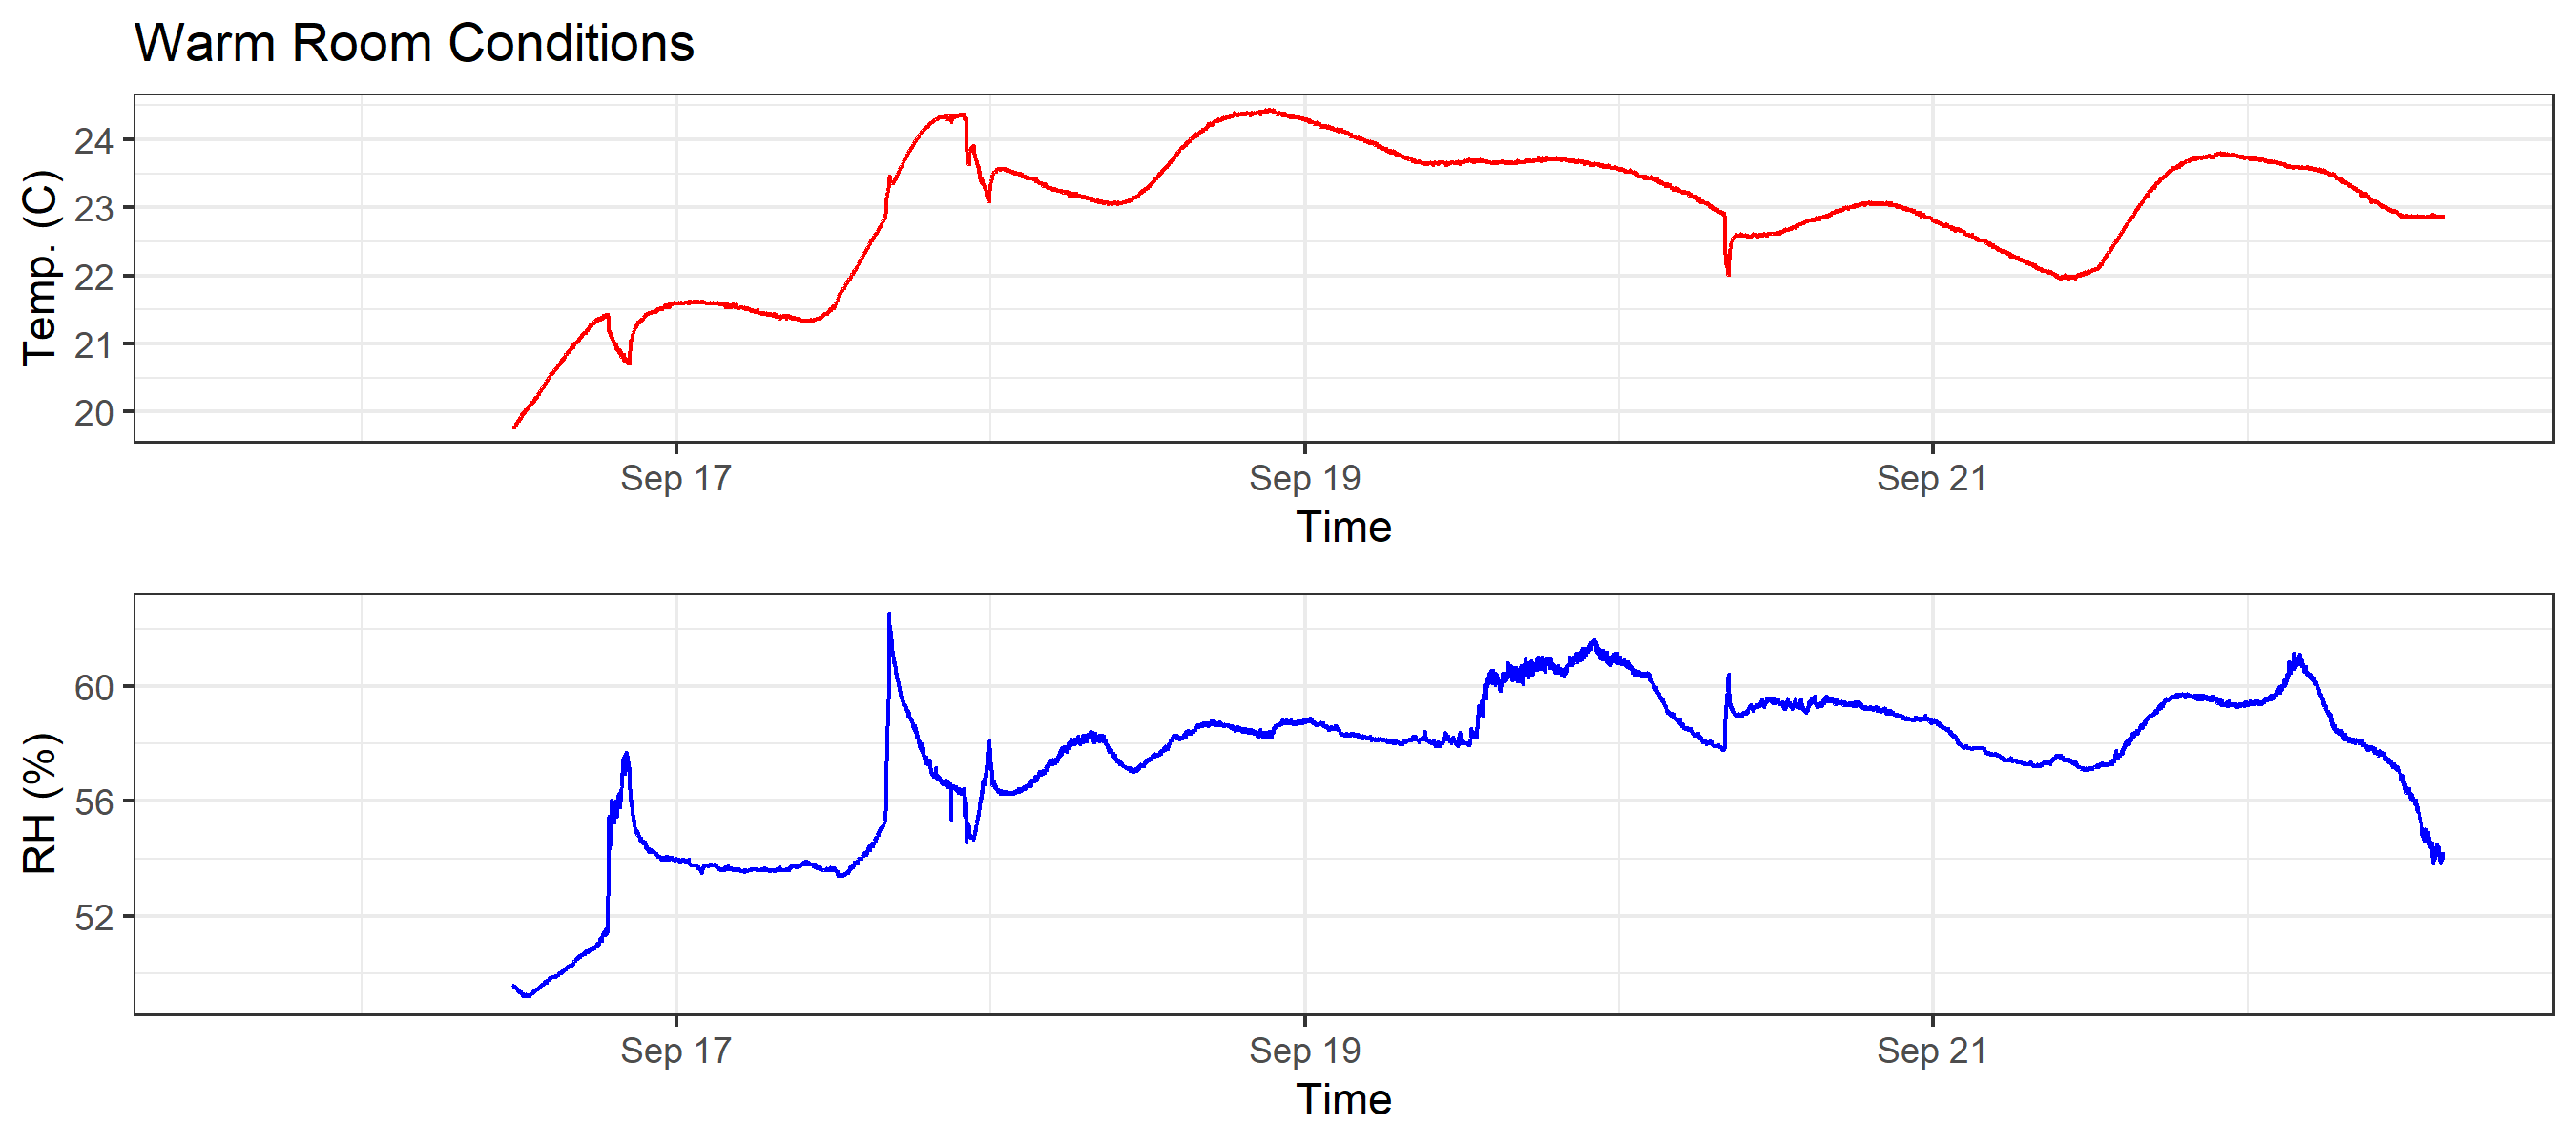 Warm Room Conditions
24
23
22
21
20
Temp. (C)
Sep 17 Sep 19 Sep 21
Time
60
56
52
RH (%)
Sep 17 Sep 19 Sep 21
Time